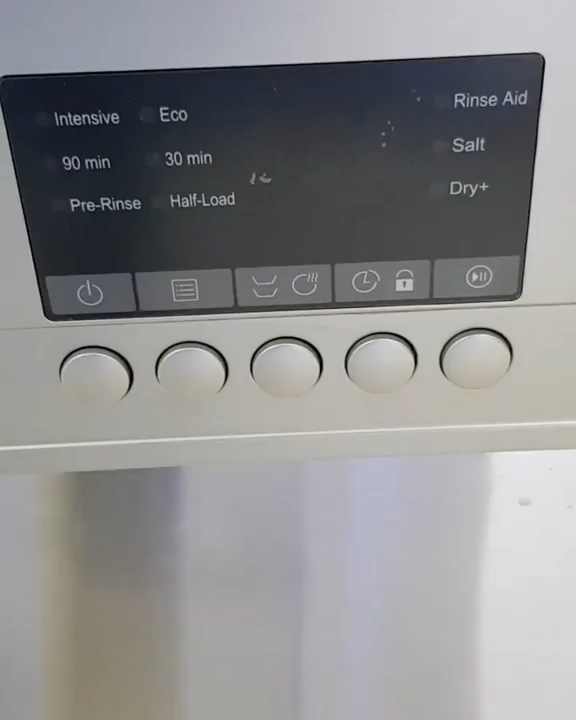 Intensive Eco Rinse Aid
90 min 30 min Salt
Pre-Rinse Half-Load Dry+